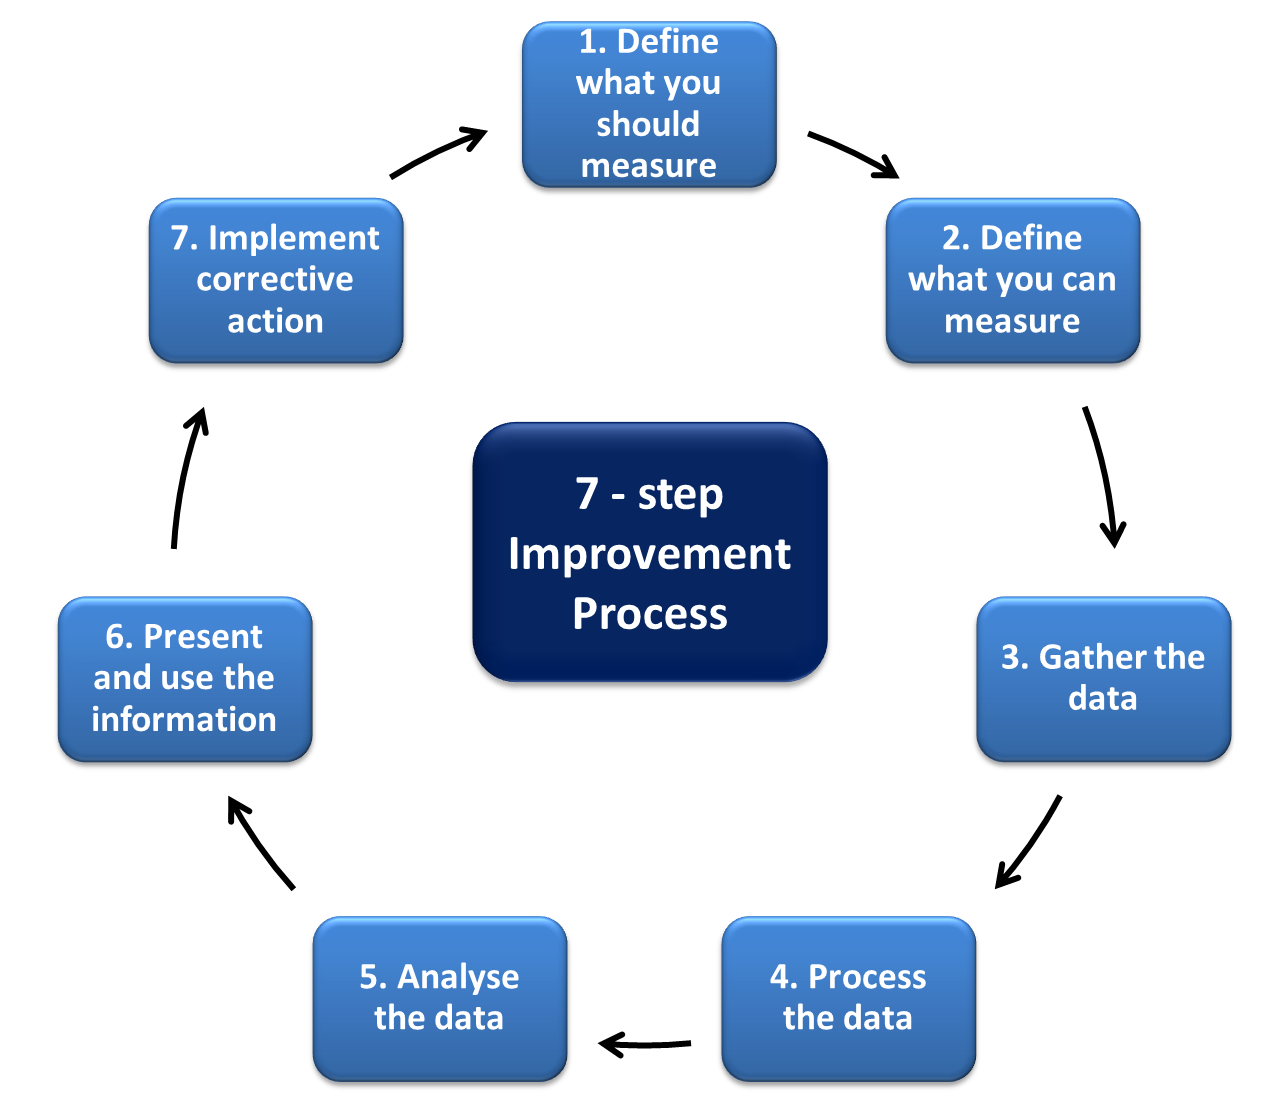 1. Define
what you
should
measure
2. Define
what you can
measure
3. Gather the
data
4. Process
the data
5. Analyse
the data
6. Present
and use the
information
7. Implement
corrective
action
7 - step
Improvement
Process